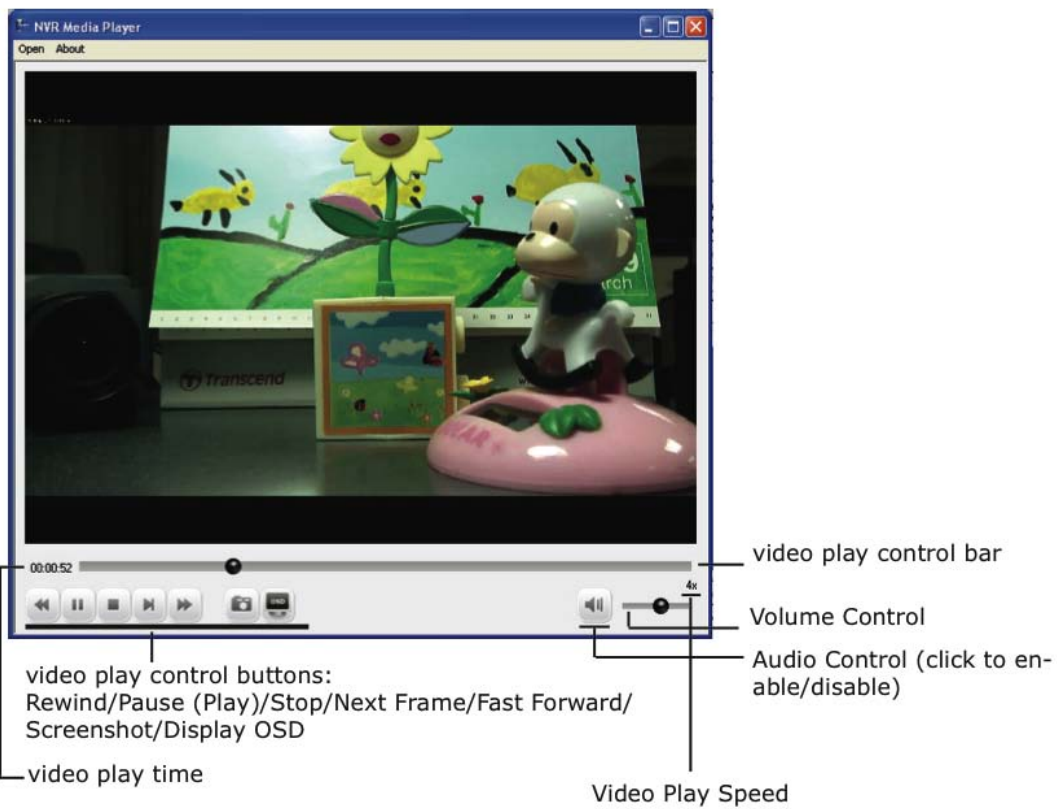 NVR Media Player
Open About
Transcend
arch
00:00:52
4x
OSD
video play control bar
Volume Control
Audio Control (click to en-
able/disable)
video play control buttons:
Rewind/Pause (Play)/Stop/Next Frame/Fast Forward/
Screenshot/Display OSD
video play time
Video Play Speed